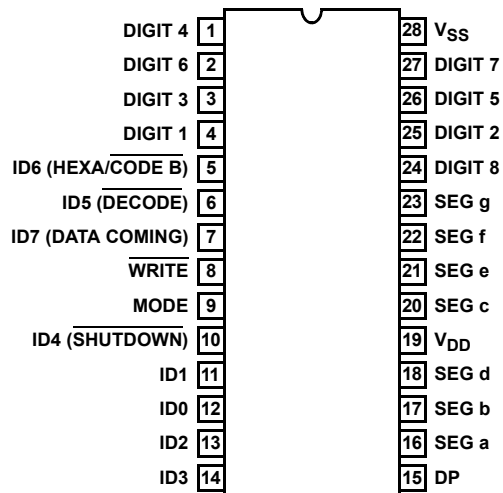 DIGIT 4 1 28 VSS
DIGIT 6 2 27 DIGIT 7
DIGIT 3 3 26 DIGIT 5
DIGIT 1 4 25 DIGIT 2
ID6 (HEXA/CODE B) 5 24 DIGIT 8
ID5 (DECODE) 6 23 SEG g
ID7 (DATA COMING) 7 22 SEG f
WRITE 8 21 SEG e
MODE 9 20 SEG c
ID4 (SHUTDOWN) 10 19 VDD
ID1 11 18 SEG d
ID0 12 17 SEG b
ID2 13 16 SEG a
ID3 14 15 DP